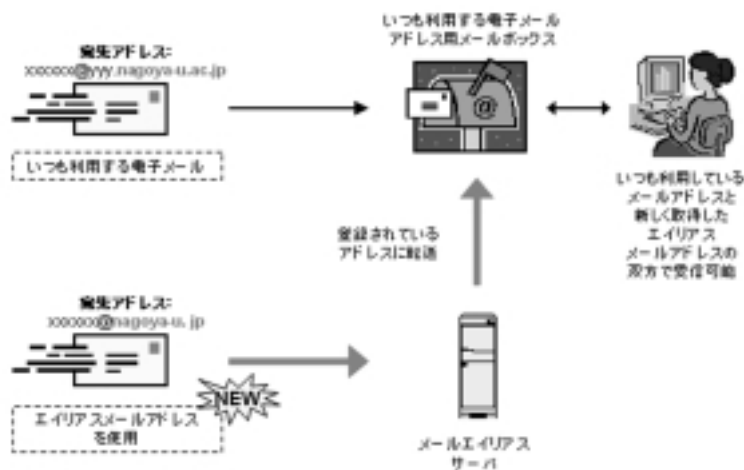 宛先アドレス:
xxxxxx@yyy.nagoya-u.ac.jp
いつも利用する電子メール
いつも利用する電子メール
アドレス用メールボックス
@
いつも利用している
メールアドレスと
新しく取得した
エイリアス
メールアドレスの
双方で受信可能
登録されている
アドレスに転送
宛先アドレス:
xxxxxx@nagoya-u.jp
NEW
エイリアスメールアドレス
を使用
メールエイリアス
サーバ